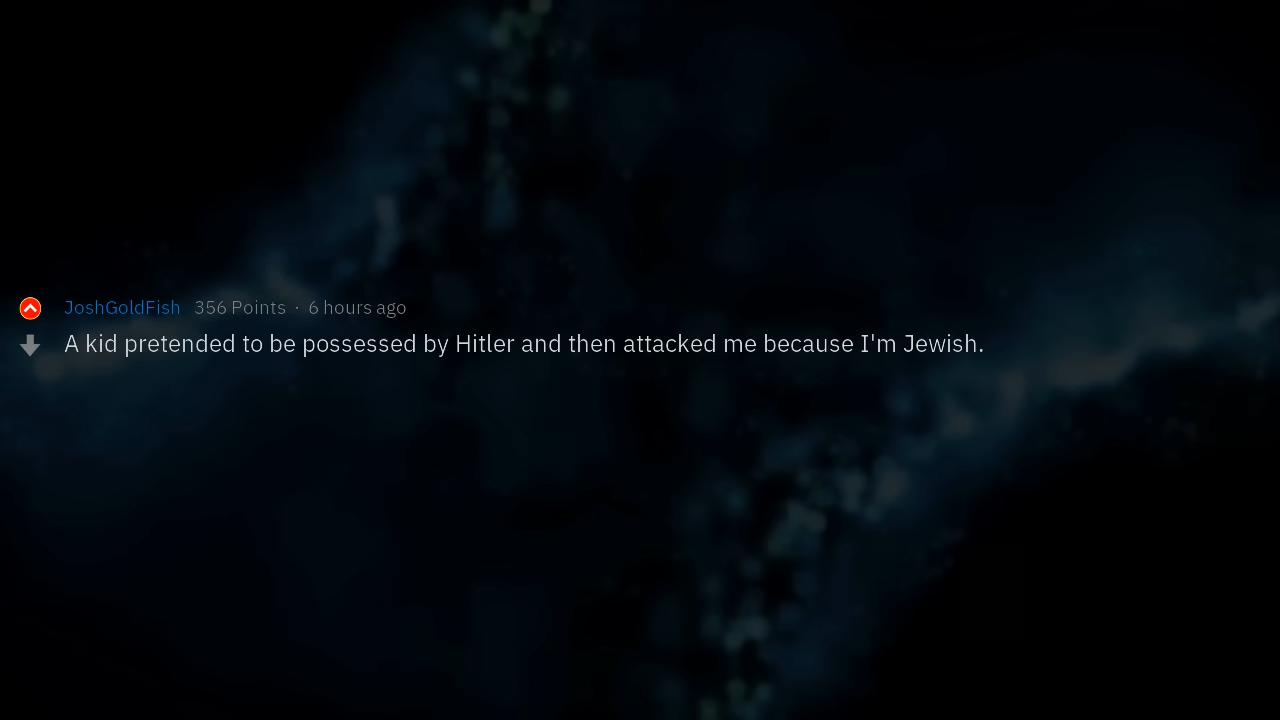 JoshGoldFish 356 Points · 6 hours ago
A kid pretended to be possessed by Hitler and then attacked me because I'm Jewish.